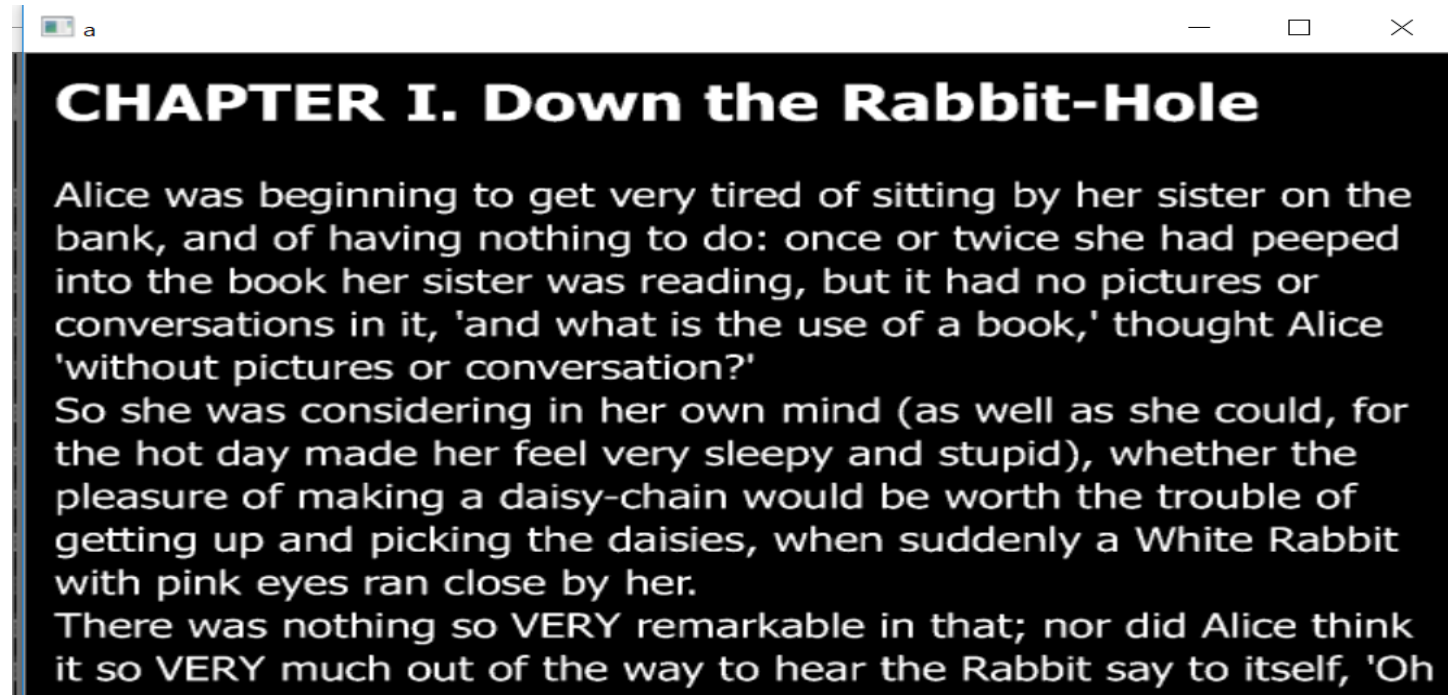 a
CHAPTER I. Down the Rabbit-Hole
Alice was beginning to get very tired of sitting by her sister on the
bank, and of having nothing to do: once or twice she had peeped
into the book her sister was reading, but it had no pictures or
conversations in it, 'and what is the use of a book,' thought Alice
'without pictures or conversation?'
So she was considering in her own mind (as well as she could, for
the hot day made her feel very sleepy and stupid), whether the
pleasure of making a daisy-chain would be worth the trouble of
getting up and picking the daisies, when suddenly a White Rabbit
with pink eyes ran close by her.
There was nothing so VERY remarkable in that; nor did Alice think
it so VERY much out of the way to hear the Rabbit say to itself, 'Oh